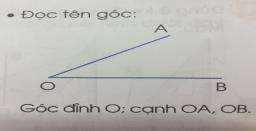 • Đọc tên góc:
A
O
B
Góc đỉnh O; cạnh OA, OB.